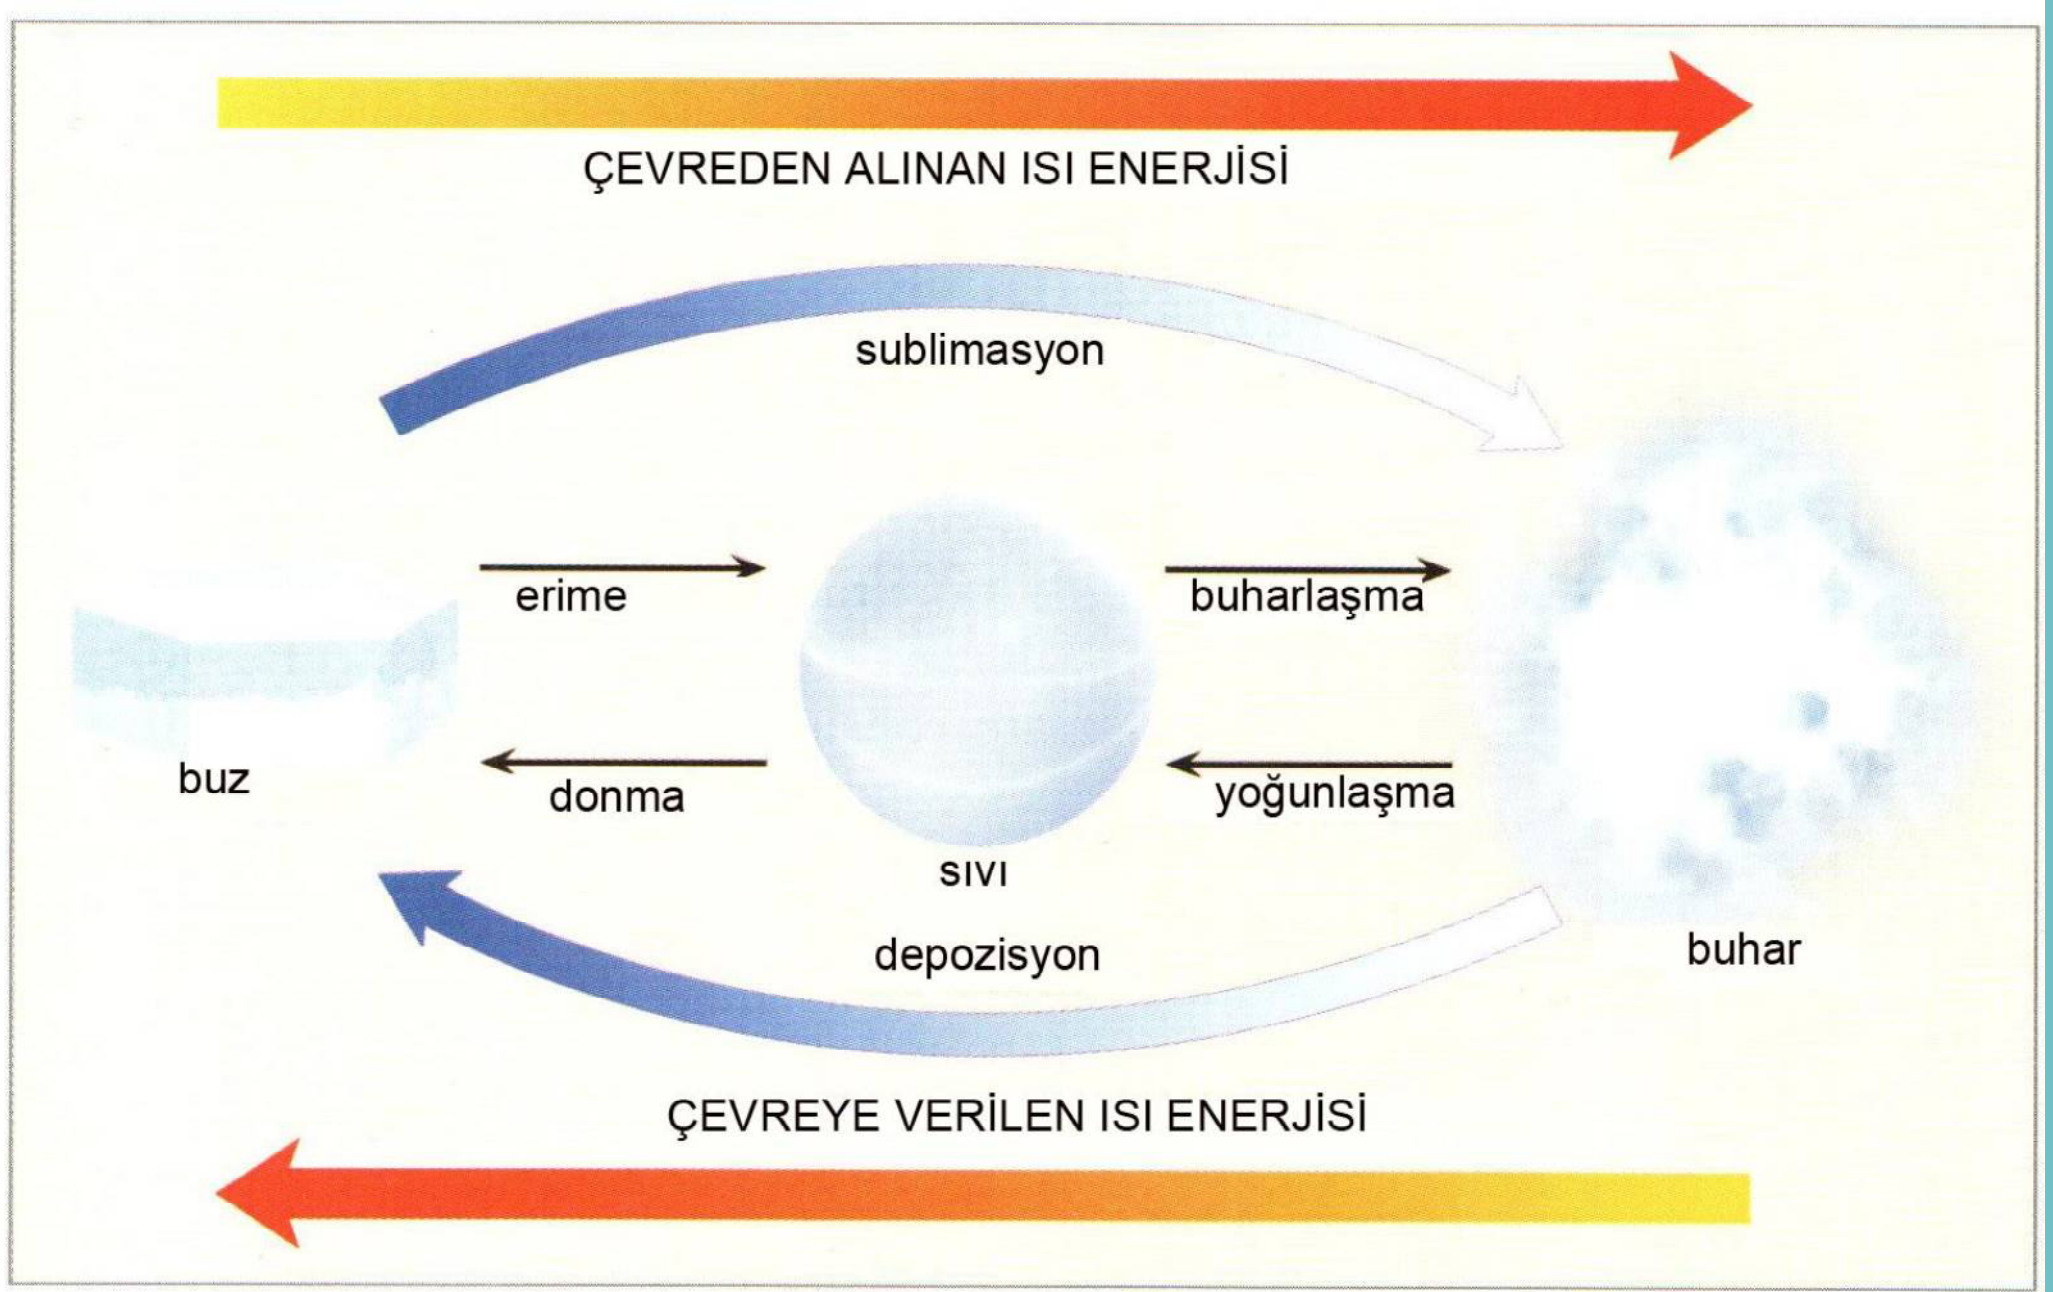 ÇEVREDEN ALINAN ISI ENERJİSİ
sublimasyon
erime
buharlaşma
buz
donma
yoğunlaşma
sıvı
depozisyon
buhar
ÇEVREYE VERİLEN ISI ENERJİSİ